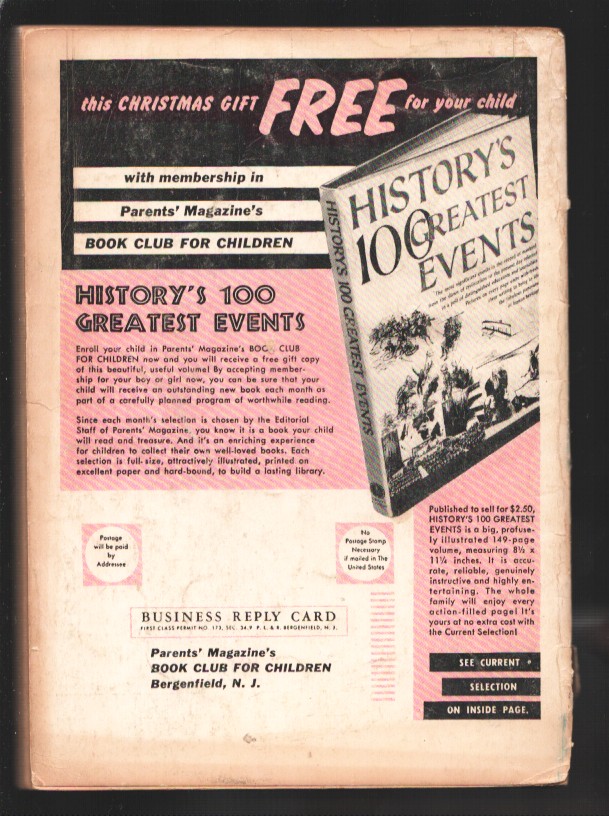 this CHRISTMAS GIFT FREE for your child
with membership in
Parents' Magazine's
BOOK CLUB FOR CHILDREN
HISTORY'S
100 GREATEST
EVENTS
HISTORY'S 100 GREATEST EVENTS
HISTORY'S 100
GREATEST EVENTS
Enroll your child in Parents' Magazine's BOOK CLUB
FOR CHILDREN now and you will receive a free gift copy
of this beautiful, useful volume! By accepting member-
ship for your boy or girl now, you can be sure that your
child will receive an outstanding new book each month as
part of a carefully planned program of worthwhile reading.
Since each month's selection is chosen by the Editorial
Staff of Parents' Magazine, you know it is a book your child
will read and treasure. And it's an enriching experience
for children to collect their own well-loved books. Each
selection is full-size, attractively illustrated, printed on
excellent paper and hard-bound, to build a lasting library.
Published to sell for $2.50,
HISTORY'S 100 GREATEST
EVENTS is a big, profuse-
ly illustrated 149-page
volume, measuring 8½ x
11¼ inches. It is accu-
rate, reliable, genuinely
instructive and highly en-
tertaining. The whole
family will enjoy every
action-filled page! It's
yours at no extra cost with
the Current Selection!
SEE CURRENT
SELECTION
ON INSIDE PAGE.
Postage
will be paid
by
Addressee
No
Postage Stamp
Necessary
if mailed in The
United States
BUSINESS REPLY CARD
FIRST CLASS PERMIT NO. 173, SEC. 34.9 P. L. & R. BERGENFIELD, N. J.
Parents' Magazine's
BOOK CLUB FOR CHILDREN
Bergenfield, N. J.